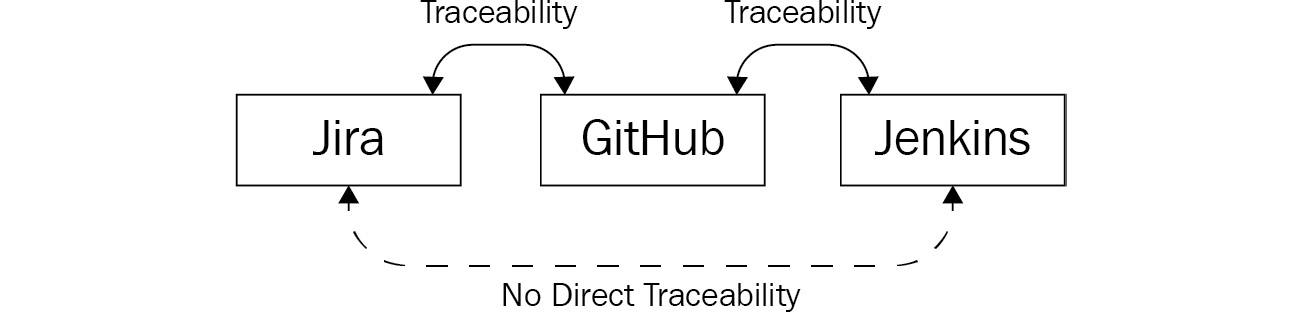 Traceability
Traceability
Jira
GitHub
Jenkins
No Direct Traceability